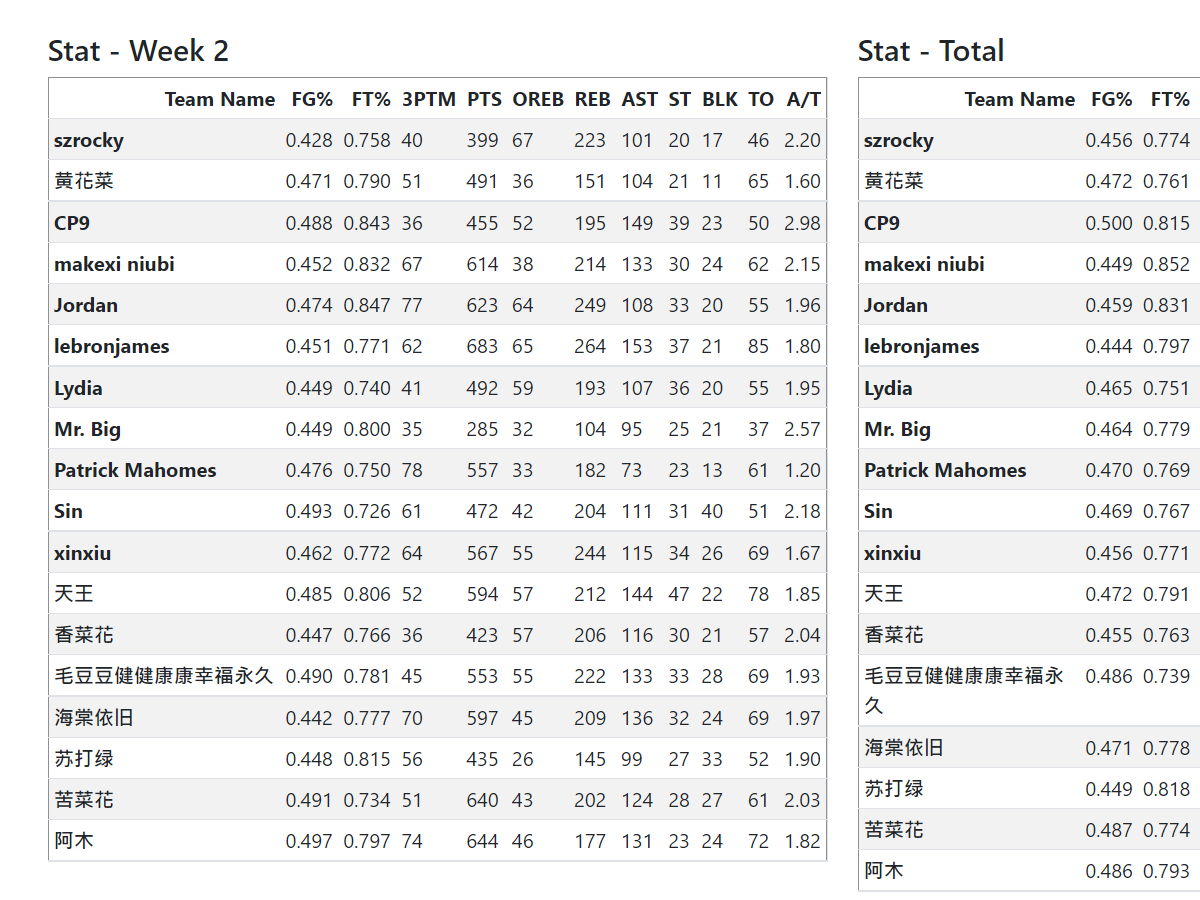 Stat - Week 2
Team Name FG% FT% 3PTM PTS OREB REB AST ST BLK TO A/T
szrocky 0.428 0.758 40 399 67 223 101 20 17 46 2.20
黄花菜 0.471 0.790 51 491 36 151 104 21 11 65 1.60
CP9 0.488 0.843 36 455 52 195 149 39 23 50 2.98
makexi niubi 0.452 0.832 67 614 38 214 133 30 24 62 2.15
Jordan 0.474 0.847 77 623 64 249 108 33 20 55 1.96
lebronjames 0.451 0.771 62 683 65 264 153 37 21 85 1.80
Lydia 0.449 0.740 41 492 59 193 107 36 20 55 1.95
Mr. Big 0.449 0.800 35 285 32 104 95 25 21 37 2.57
Patrick Mahomes 0.476 0.750 78 557 33 182 73 23 13 61 1.20
Sin 0.493 0.726 61 472 42 204 111 31 40 51 2.18
xinxiu 0.462 0.772 64 567 55 244 115 34 26 69 1.67
天王 0.485 0.806 52 594 57 212 144 47 22 78 1.85
香菜花 0.447 0.766 36 423 57 206 116 30 21 57 2.04
毛豆豆健健康康幸福永久 0.490 0.781 45 553 55 222 133 33 28 69 1.93
海棠依旧 0.442 0.777 70 597 45 209 136 32 24 69 1.97
苏打绿 0.448 0.815 56 435 26 145 99 27 33 52 1.90
苦菜花 0.491 0.734 51 640 43 202 124 28 27 61 2.03
阿木 0.497 0.797 74 644 46 177 131 23 24 72 1.82
Stat - Total
Team Name FG% FT%
szrocky 0.456 0.774
黄花菜 0.472 0.761
CP9 0.500 0.815
makexi niubi 0.449 0.852
Jordan 0.459 0.831
lebronjames 0.444 0.797
Lydia 0.465 0.751
Mr. Big 0.464 0.779
Patrick Mahomes 0.470 0.769
Sin 0.469 0.767
xinxiu 0.456 0.771
天王 0.472 0.791
香菜花 0.455 0.763
毛豆豆健健康康幸福永 0.486 0.739
久
海棠依旧 0.471 0.778
苏打绿 0.449 0.818
苦菜花 0.487 0.774
阿木 0.486 0.793